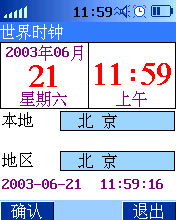 11:59
世界时钟
2003年06月
21
星期六
11:59
上午
本地 北京
地区 北京
2003-06-21 11:59:16
确认 退出